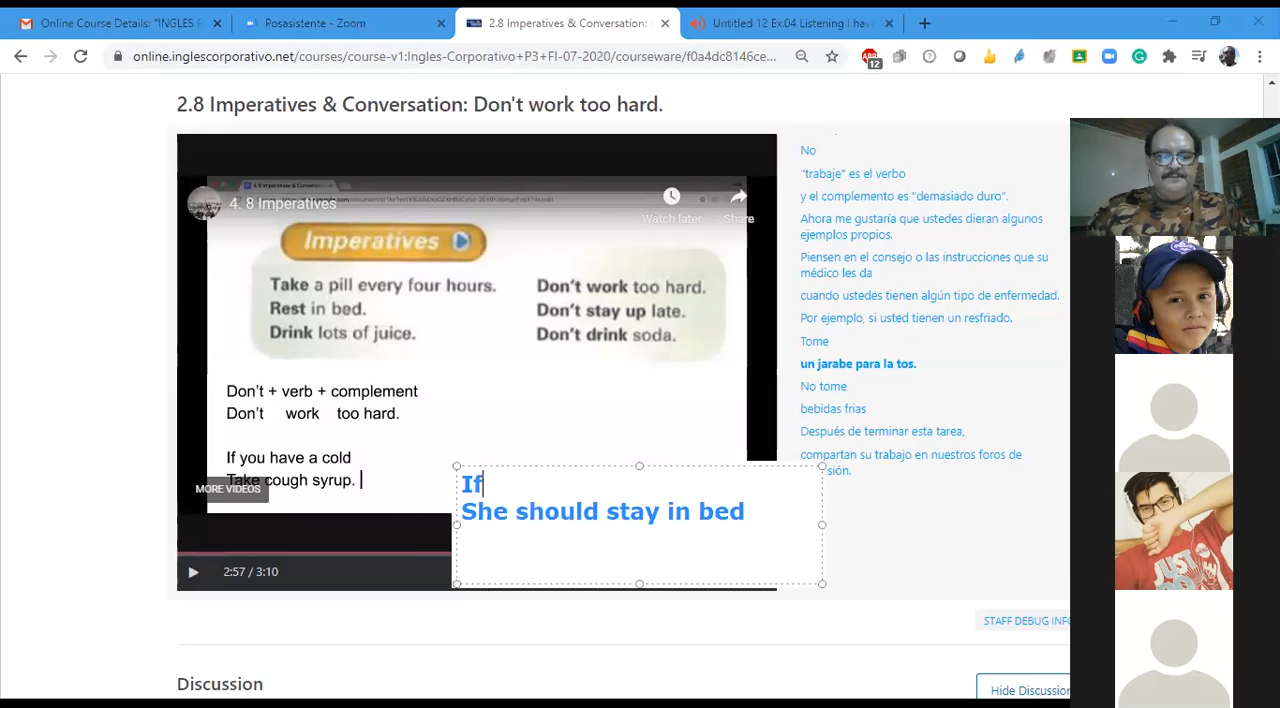 Online Course Details: "INGLES P
Posasistente - Zoom
2.8 Imperatives & Conversation:
Untitled 12 Ex.04 Listening I hav
online.inglescorporativo.net/courses/course-v1:Ingles-Corporativo+P3+FI-07-2020/courseware/f0a4dc8146ce...
12
2.8 Imperatives & Conversation: Don't work too hard.
4. 8 Imperatives
Watch later
Share
Imperatives
Take a pill every four hours.
Rest in bed.
Drink lots of juice.
Don't work too hard.
Don't stay up late.
Don't drink soda.
Don't + verb + complement
Don't work too hard.
If you have a cold
Take cough syrup.
MORE VIDEOS
2:57 / 3:10
If
She should stay in bed
No
"trabaje" es el verbo
y el complemento es "demasiado duro".
Ahora me gustaría que ustedes dieran algunos
ejemplos propios.
Piensen en el consejo o las instrucciones que su
médico les da
cuando ustedes tienen algún tipo de enfermedad.
Por ejemplo, si usted tienen un resfriado.
Tome
un jarabe para la tos.
No tome
bebidas frias
Después de terminar esta tarea,
compartan su trabajo en nuestros foros de
sión.
STAFF DEBUG INFO
Discussion
Hide Discussion